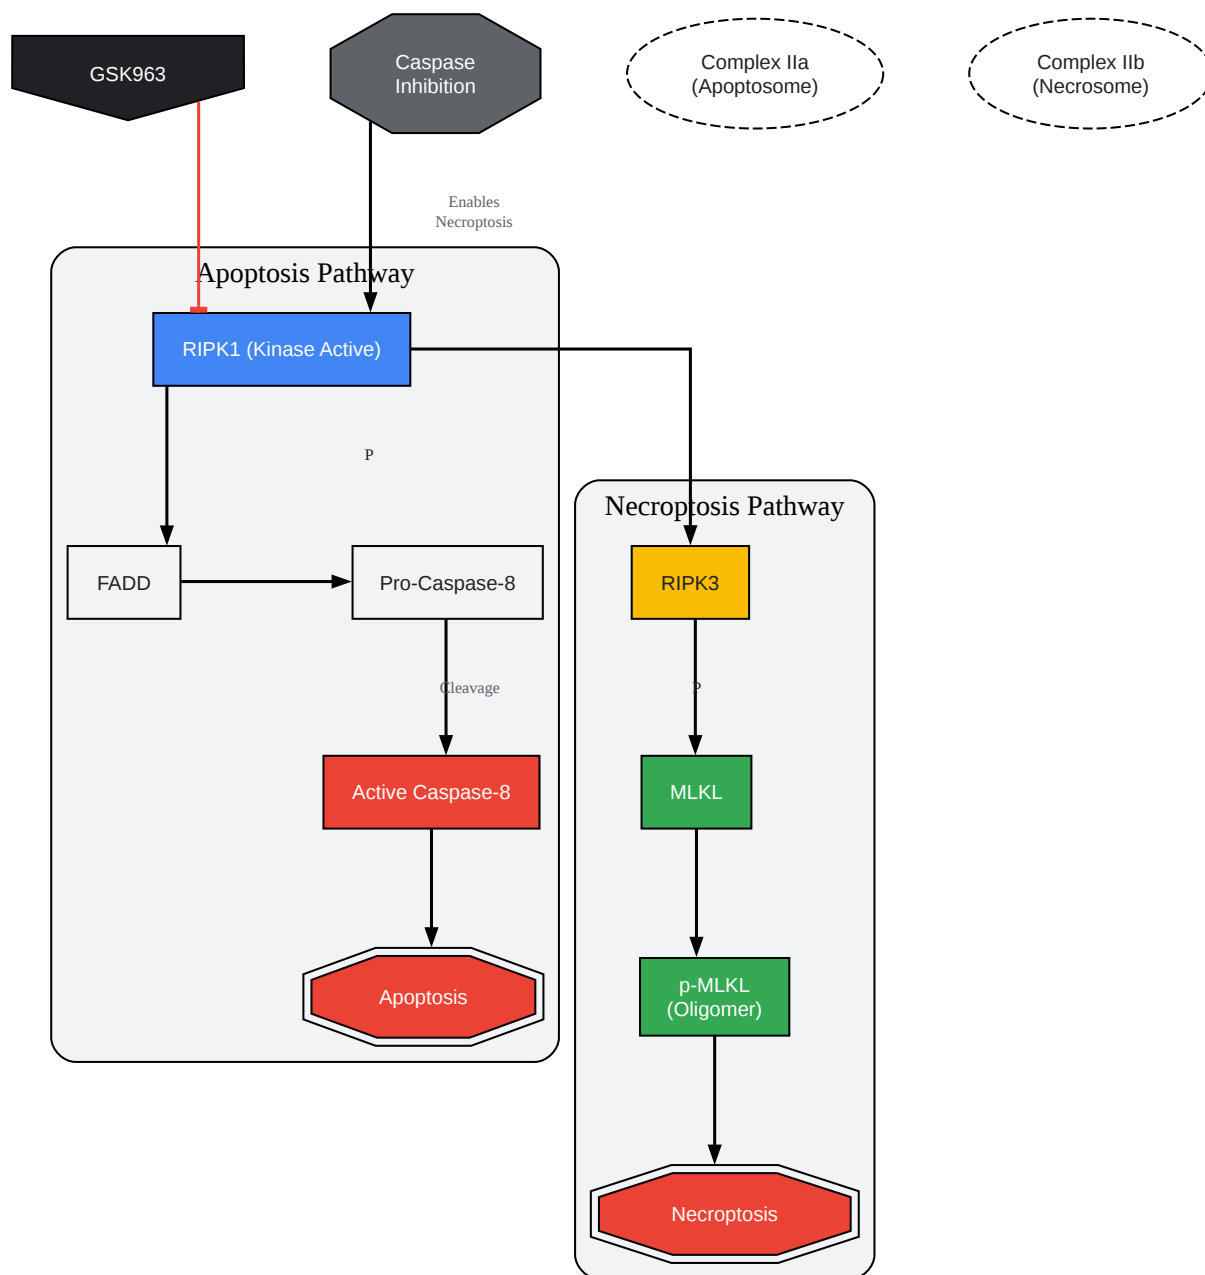 GSK963
Caspase
Inhibition
Complex IIa
(Apoptosome)
Complex IIb
(Necrosome)
Enables
Necroptosis
Apoptosis Pathway
RIPK1 (Kinase Active)
P
Necroptosis Pathway
FADD
Pro-Caspase-8
RIPK3
Cleavage
P
Active Caspase-8
MLKL
Apoptosis
p-MLKL
(Oligomer)
Necroptosis